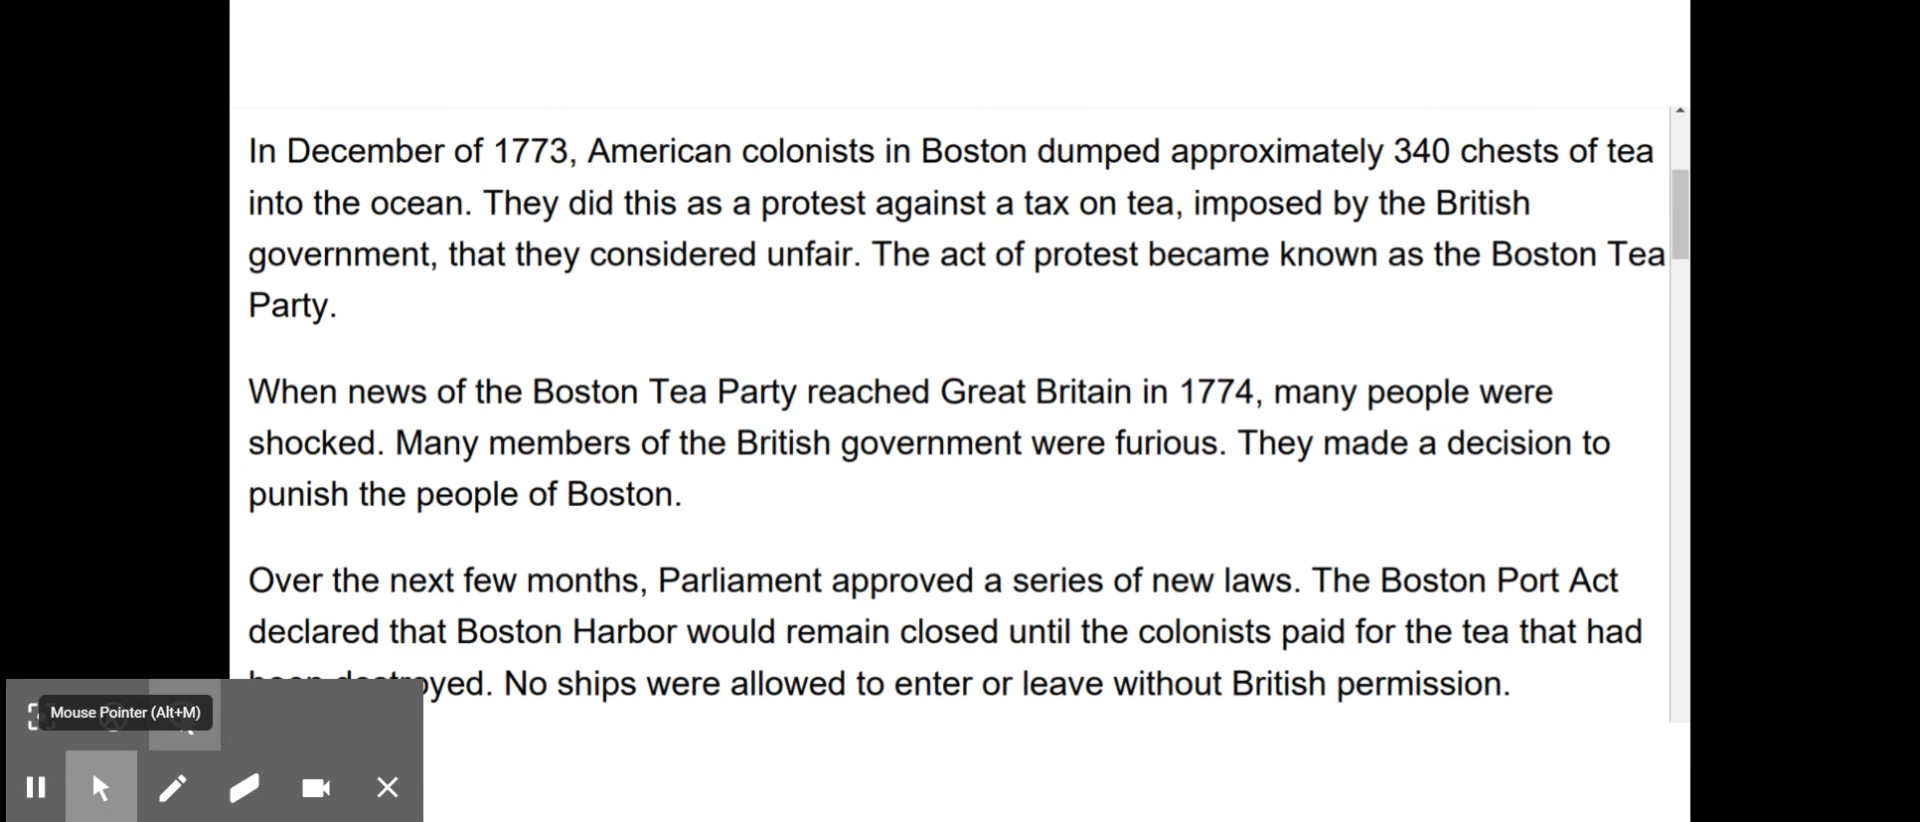 In December of 1773, American colonists in Boston dumped approximately 340 chests of tea
into the ocean. They did this as a protest against a tax on tea, imposed by the British
government, that they considered unfair. The act of protest became known as the Boston Tea
Party.
When news of the Boston Tea Party reached Great Britain in 1774, many people were
shocked. Many members of the British government were furious. They made a decision to
punish the people of Boston.
Over the next few months, Parliament approved a series of new laws. The Boston Port Act
declared that Boston Harbor would remain closed until the colonists paid for the tea that had
been destroyed. No ships were allowed to enter or leave without British permission.
Mouse Pointer (Alt+M)